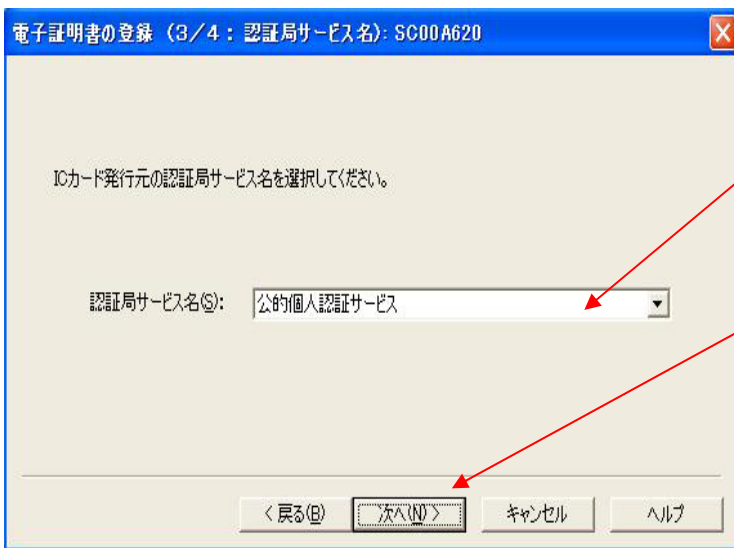 電子証明書の登録 (3/4 : 認証局サービス名): SC00A620
ICカード発行元の認証局サービス名を選択してください。
認証局サービス名(S): 公的個人認証サービス
< 戻る(B) 次へ(N) > キャンセル ヘルプ